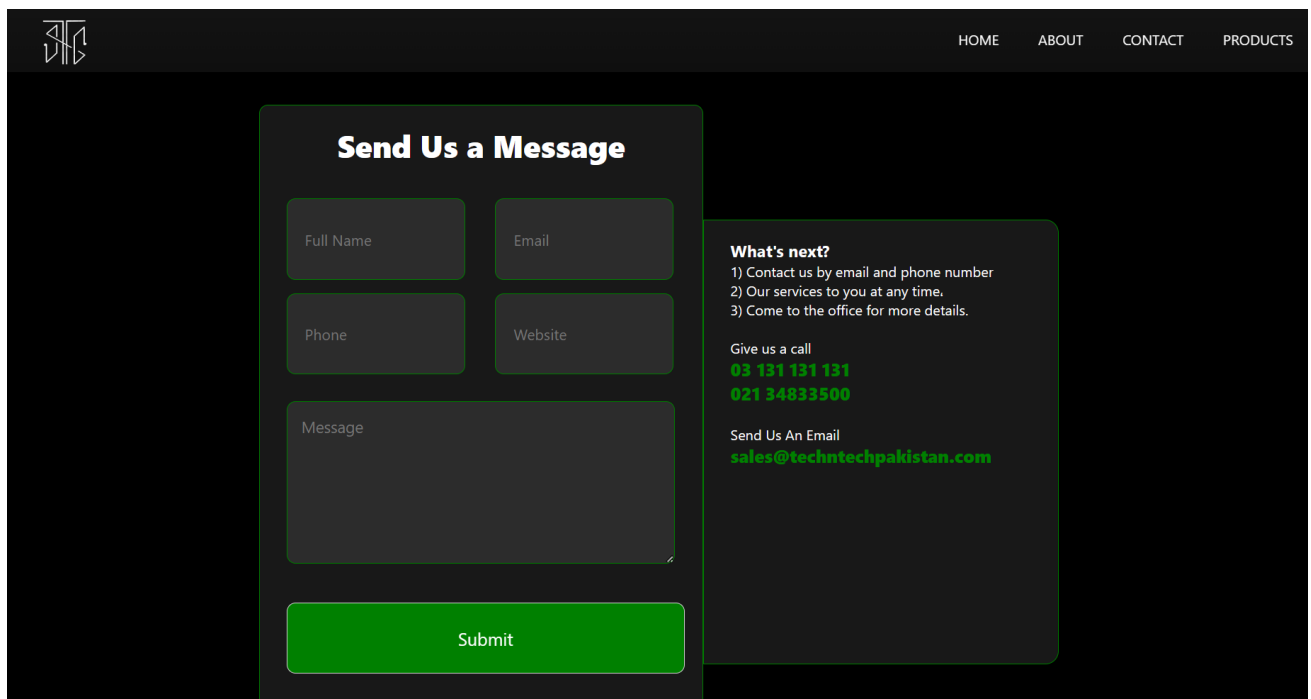 HOME ABOUT CONTACT PRODUCTS
Send Us a Message
Full Name
Email
Phone
Website
Message
Submit
What's next?
1) Contact us by email and phone number
2) Our services to you at any time.
3) Come to the office for more details.
Give us a call
03 131 131 131
021 34833500
Send Us An Email
sales@techntechpakistan.com